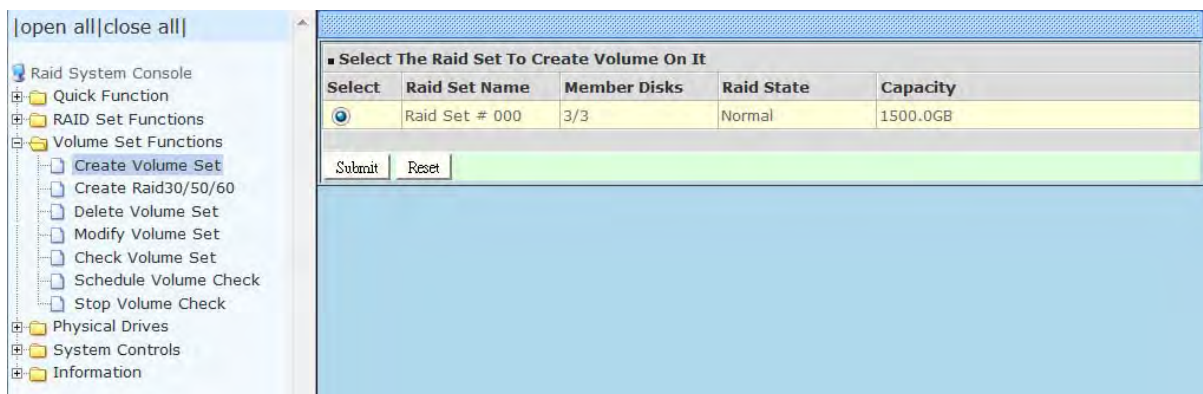 |open all|close all|
Raid System Console
Quick Function
RAID Set Functions
Volume Set Functions
Create Volume Set
Create Raid30/50/60
Delete Volume Set
Modify Volume Set
Check Volume Set
Schedule Volume Check
Stop Volume Check
Physical Drives
System Controls
Information
Select The Raid Set To Create Volume On It
Select Raid Set Name Member Disks Raid State Capacity
Raid Set # 000 3/3 Normal 1500.0GB
Submit Reset